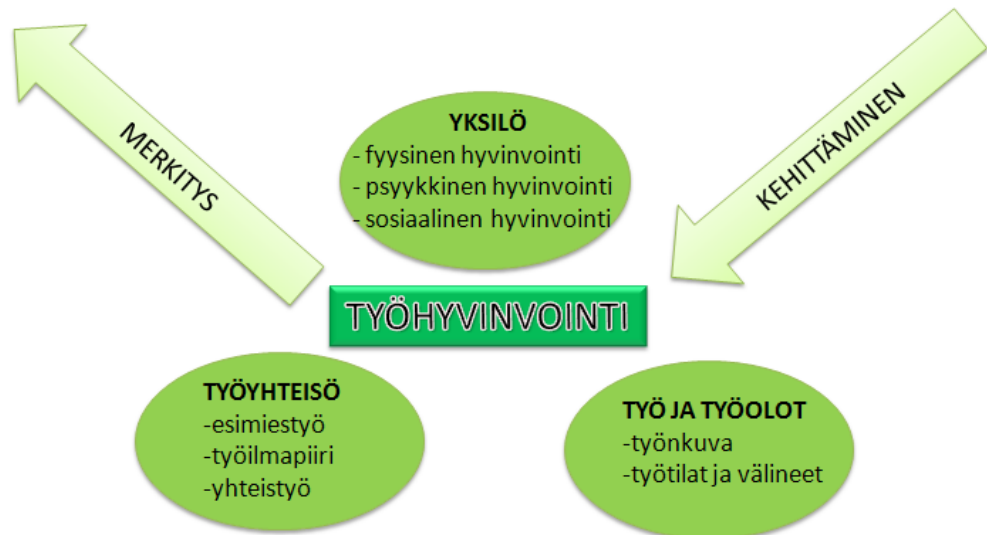 MERKITYS
KEHITTÄMINEN
YKSILÖ
- fyysinen hyvinvointi
- psyykkinen hyvinvointi
- sosiaalinen hyvinvointi
TYÖHYVINVOINTI
TYÖYHTEISÖ
-esimiestyö
-työilmapiiri
-yhteistyö
TYÖ JA TYÖOLOT
-työnkuva
-työtilat ja välineet